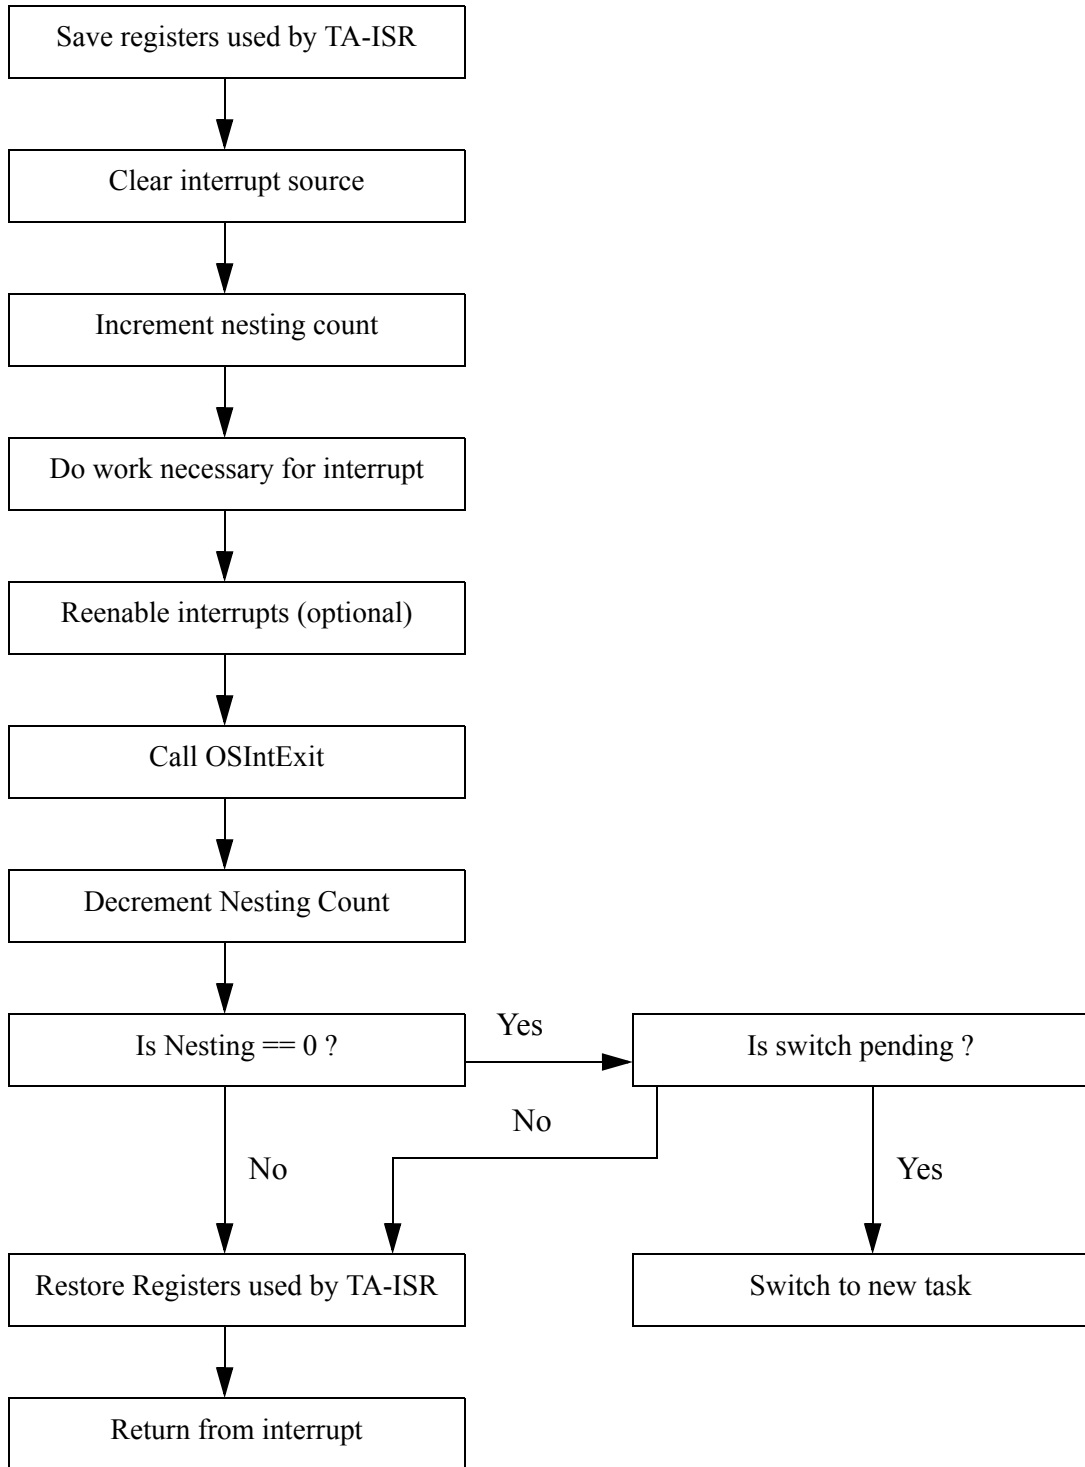 Save registers used by TA-ISR
Clear interrupt source
Increment nesting count
Do work necessary for interrupt
Reenable interrupts (optional)
Call OSIntExit
Decrement Nesting Count
Is Nesting == 0 ?
Yes
Is switch pending ?
No
No
Yes
Restore Registers used by TA-ISR
Switch to new task
Return from interrupt